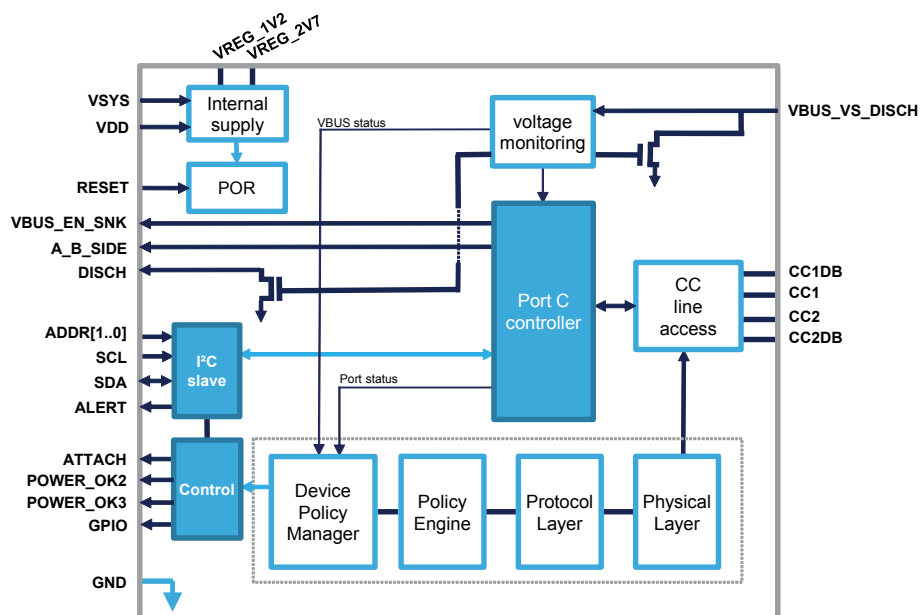 VREG_1V2
VREG_2V7
VSYS
VDD
Internal
supply
voltage
monitoring
VBUS_VS_DISCH
VBUS status
RESET
POR
VBUS_EN_SNK
A_B_SIDE
DISCH
Port C
controller
CC
line
access
CC1DB
CC1
CC2
CC2DB
ADDR[1..0]
SCL
SDA
ALERT
I²C
slave
Port status
ATTACH
POWER_OK2
POWER_OK3
GPIO
Control
Device
Policy
Manager
Policy
Engine
Protocol
Layer
Physical
Layer
GND